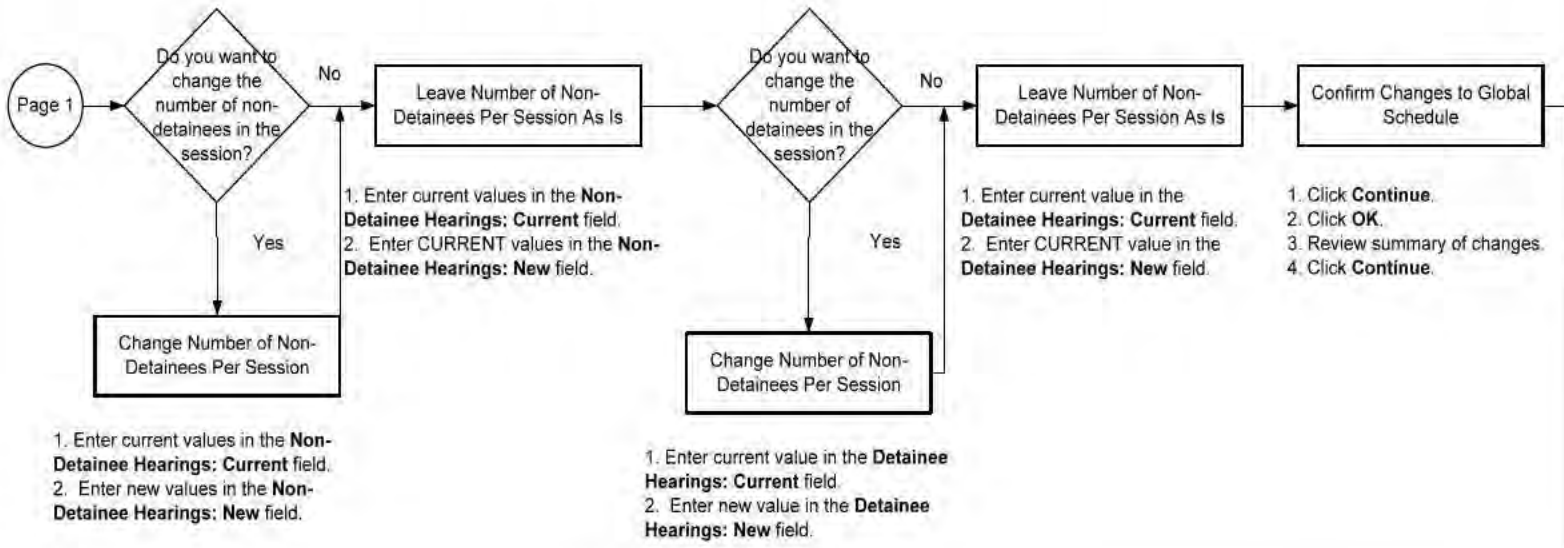 Page 1
Do you want to
change the
number of non-
detainees in the
session?
No
Yes
Change Number of Non-
Detainees Per Session
1. Enter current values in the Non-
Detainee Hearings: Current field.
2. Enter new values in the Non-
Detainee Hearings: New field.
Leave Number of Non-
Detainees Per Session As Is
1. Enter current values in the Non-
Detainee Hearings: Current field.
2. Enter CURRENT values in the Non-
Detainee Hearings: New field.
Do you want to
change the
number of
detainees in the
session?
No
Yes
Change Number of Non-
Detainees Per Session
1. Enter current value in the Detainee
Hearings: Current field.
2. Enter new value in the Detainee
Hearings: New field.
Leave Number of Non-
Detainees Per Session As Is
1. Enter current value in the
Detainee Hearings: Current field.
2. Enter CURRENT value in the
Detainee Hearings: New field.
Confirm Changes to Global
Schedule
1. Click Continue.
2. Click OK.
3. Review summary of changes.
4. Click Continue.